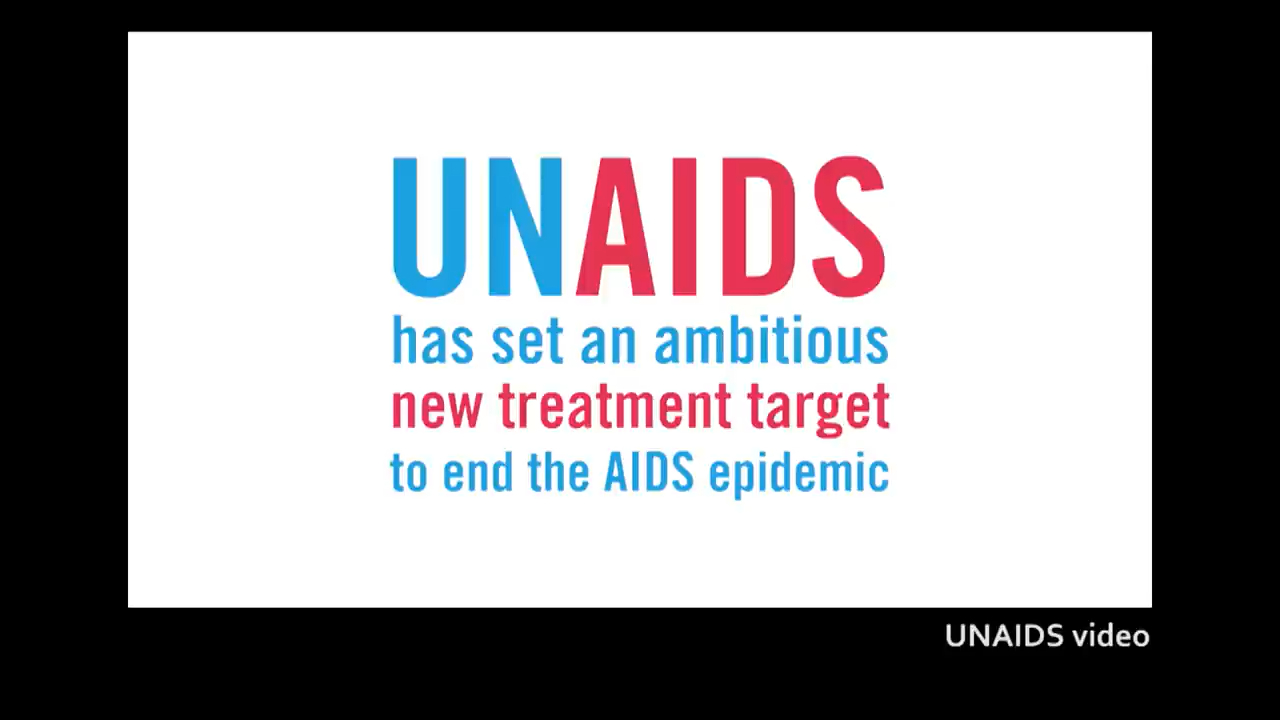 UNAIDS
has set an ambitious
new treatment target
to end the AIDS epidemic
UNAIDS video